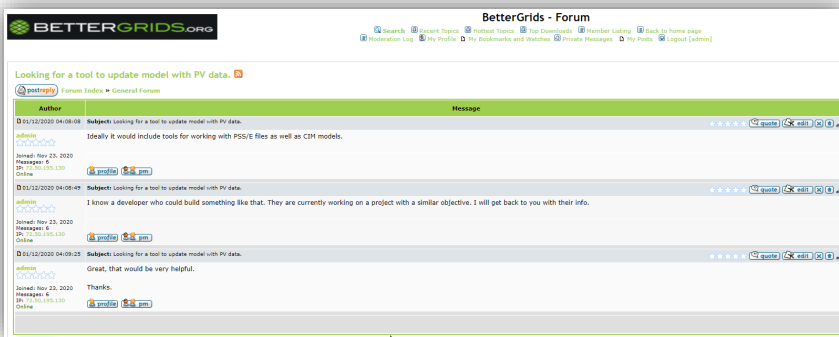 BETTERGRIDS.ORG
BetterGrids - Forum
Search Recent Topics Hottest Topics Top Downloads Member Listing Back to home page
Moderation Log My Profile My Bookmarks and Watches Private Messages My Posts Logout [admin]
Looking for a tool to update model with PV data.
postreply Forum Index » General Forum
Author Message
01/12/2020 04:08:08 Subject: Looking for a tool to update model with PV data. quote edit
admin Ideally it would include tools for working with PSS/E files as well as CIM models.
Joined: Nov 23, 2020
Messages: 6
IP: 72.50.195.130
Online
profile pm
01/12/2020 04:08:49 Subject: Looking for a tool to update model with PV data. quote edit
admin I know a developer who could build something like that. They are currently working on a project with a similar objective. I will get back to you with their info.
Joined: Nov 23, 2020
Messages: 6
IP: 72.50.195.130
Online
profile pm
01/12/2020 04:09:25 Subject: Looking for a tool to update model with PV data. quote edit
admin Great, that would be very helpful.
Joined: Nov 23, 2020 Thanks.
Messages: 6
IP: 72.50.195.130
Online
profile pm